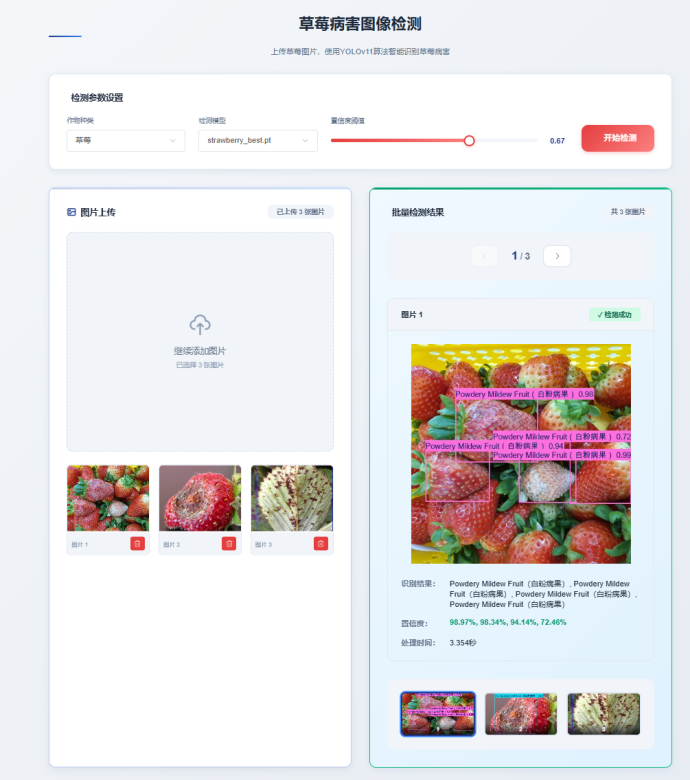 草莓病害图像检测
上传草莓图片，使用YOLOv11算法智能识别草莓病害
检测参数设置
作物种类
检测模型
置信度阈值
草莓
strawberry_best.pt
0.67
开始检测
图片上传
已上传 3 张图片
继续添加图片
已选择 3 张图片
图片 1
图片 2
图片 3
批量检测结果
共 3 张图片
1 / 3
图片 1
✓ 检测成功
Powdery Mildew Fruit（白粉病果）0.98
Powdery Mildew Fruit（白粉病果）0.72
Powdery Mildew Fruit（白粉病果）0.94
Powdery Mildew Fruit（白粉病果）0.99
识别结果：
Powdery Mildew Fruit（白粉病果）, Powdery Mildew
Fruit（白粉病果）, Powdery Mildew Fruit（白粉病果）,
Powdery Mildew Fruit（白粉病果）
置信度：
98.97%, 98.34%, 94.14%, 72.46%
处理时间：
3.354秒